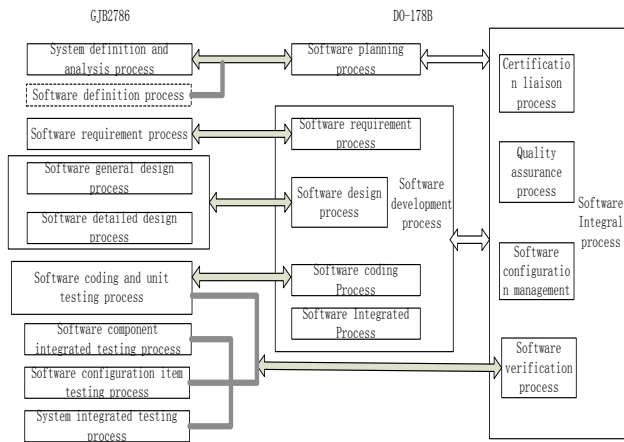 GJB2786
DO-178B
System definition and
analysis process
Software definition process
Software requirement process
Software general design
process
Software detailed design
process
Software coding and unit
testing process
Software component
integrated testing process
Software configuration item
testing process
System integrated testing
process
Software planning
process
Software requirement
process
Software design
process
Software
development
process
Software coding
Process
Software Integrated
Process
Certificatio
n liaison
process
Quality
assurance
process
Software
Integral
process
Software
configuratio
n management
Software
verification
process